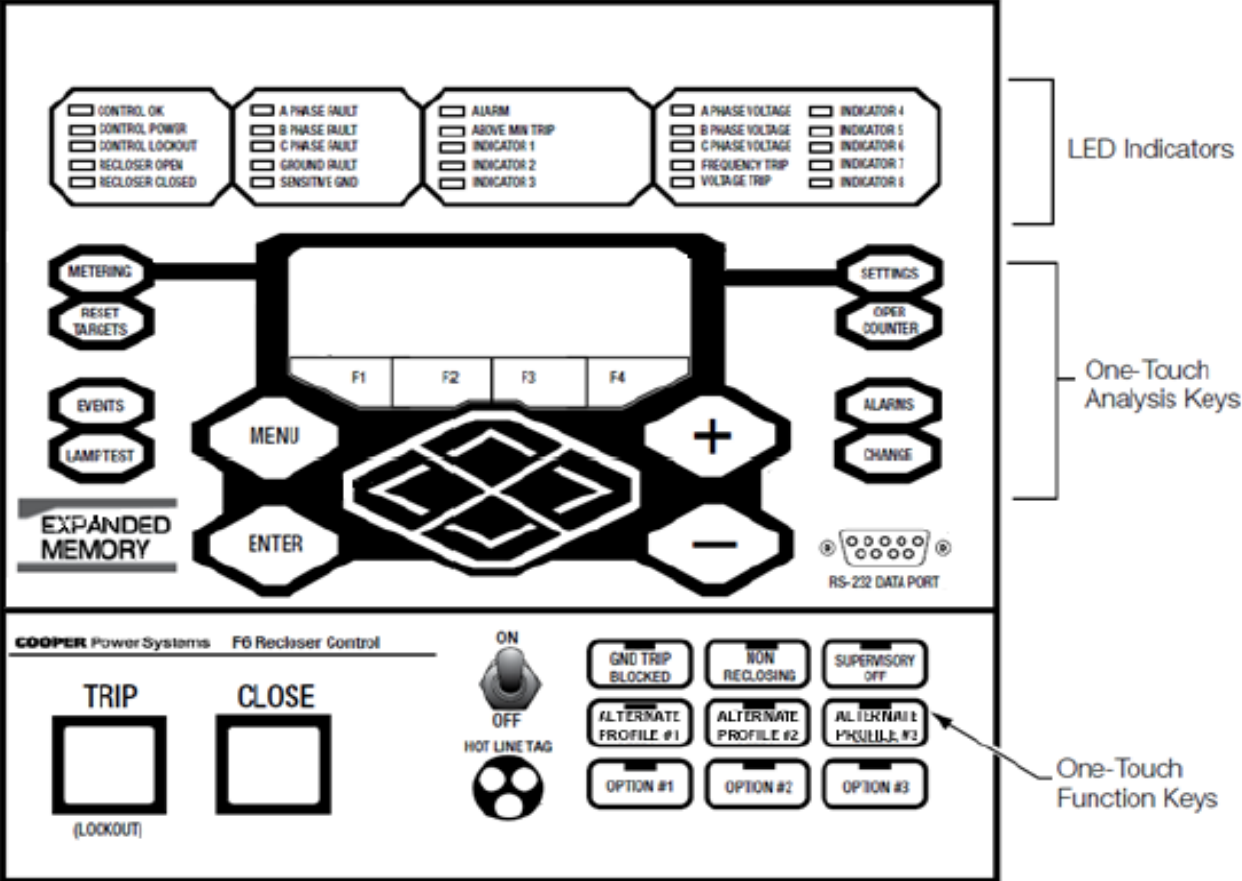 CONTROL OK
CONTROL POWER
CONTROL LOCKOUT
RECLOSER OPEN
RECLOSER CLOSED
A PHASE FAULT
B PHASE FAULT
C PHASE FAULT
GROUND FAULT
SENSITIVE GND
ALARM
ABOVE MIN TRIP
INDICATOR 1
INDICATOR 2
INDICATOR 3
A PHASE VOLTAGE
B PHASE VOLTAGE
C PHASE VOLTAGE
FREQUENCY TRIP
VOLTAGE TRIP
INDICATOR 4
INDICATOR 5
INDICATOR 6
INDICATOR 7
INDICATOR 8
LED Indicators
METERING
RESET
TARGETS
EVENTS
LAMP TEST
F1 F2 F3 F4
MENU
ENTER
+
−
SETTINGS
OPER
COUNTER
ALARMS
CHANGE
One-Touch
Analysis Keys
EXPANDED
MEMORY
RS-232 DATA PORT
COOPER Power Systems F6 Recloser Control
TRIP
(LOCKOUT)
CLOSE
ON
OFF
HOT LINE TAG
GND TRIP
BLOCKED
NON
RECLOSING
SUPERVISORY
OFF
ALTERNATE
PROFILE #1
ALTERNATE
PROFILE #2
ALTERNATE
PROFILE #3
OPTION #1
OPTION #2
OPTION #3
One-Touch
Function Keys